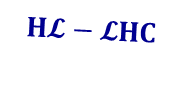 Hℒ – ℒHC